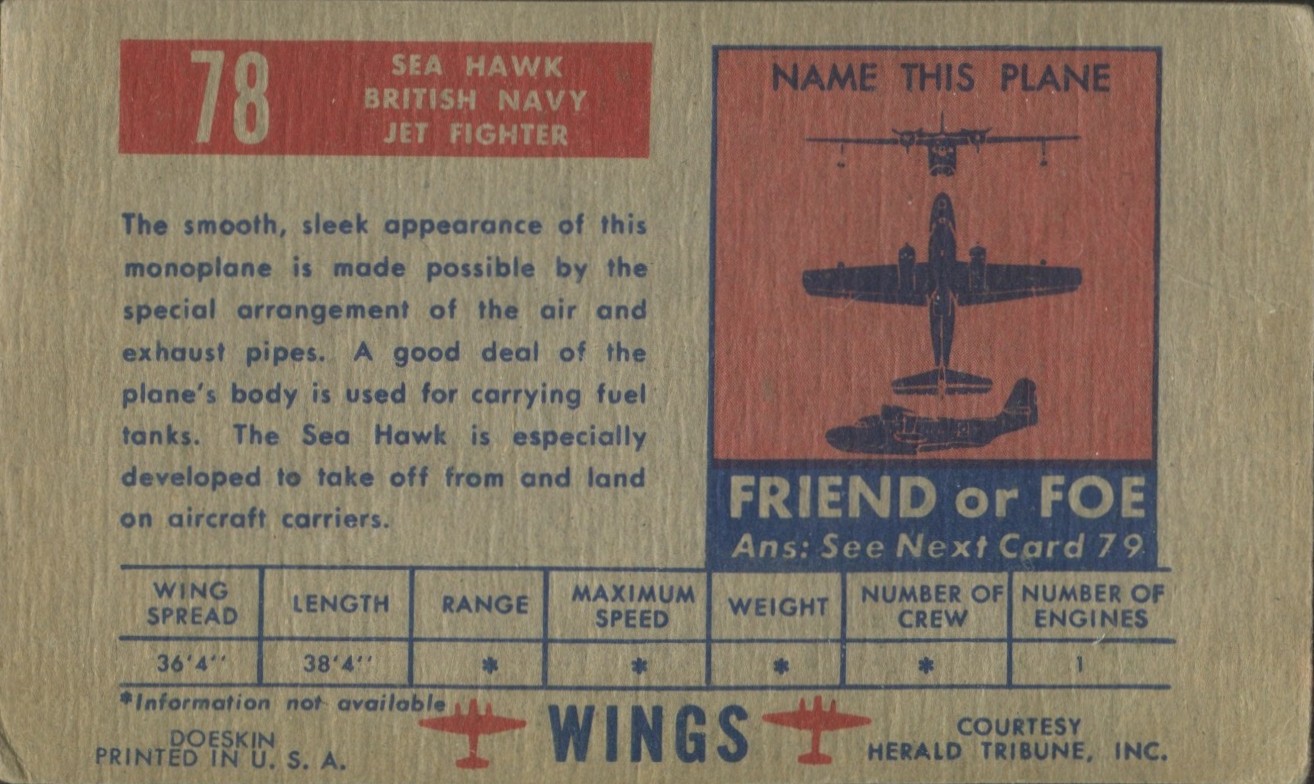 78
SEA HAWK
BRITISH NAVY
JET FIGHTER
The smooth, sleek appearance of this
monoplane is made possible by the
special arrangement of the air and
exhaust pipes. A good deal of the
plane's body is used for carrying fuel
tanks. The Sea Hawk is especially
developed to take off from and land
on aircraft carriers.
NAME THIS PLANE
FRIEND or FOE
Ans: See Next Card 79
WING SPREAD LENGTH RANGE MAXIMUM SPEED WEIGHT NUMBER OF CREW NUMBER OF ENGINES
36'4'' 38'4'' * * * * 1
*Information not available
DOESKIN
PRINTED IN U. S. A.
WINGS
COURTESY
HERALD TRIBUNE, INC.